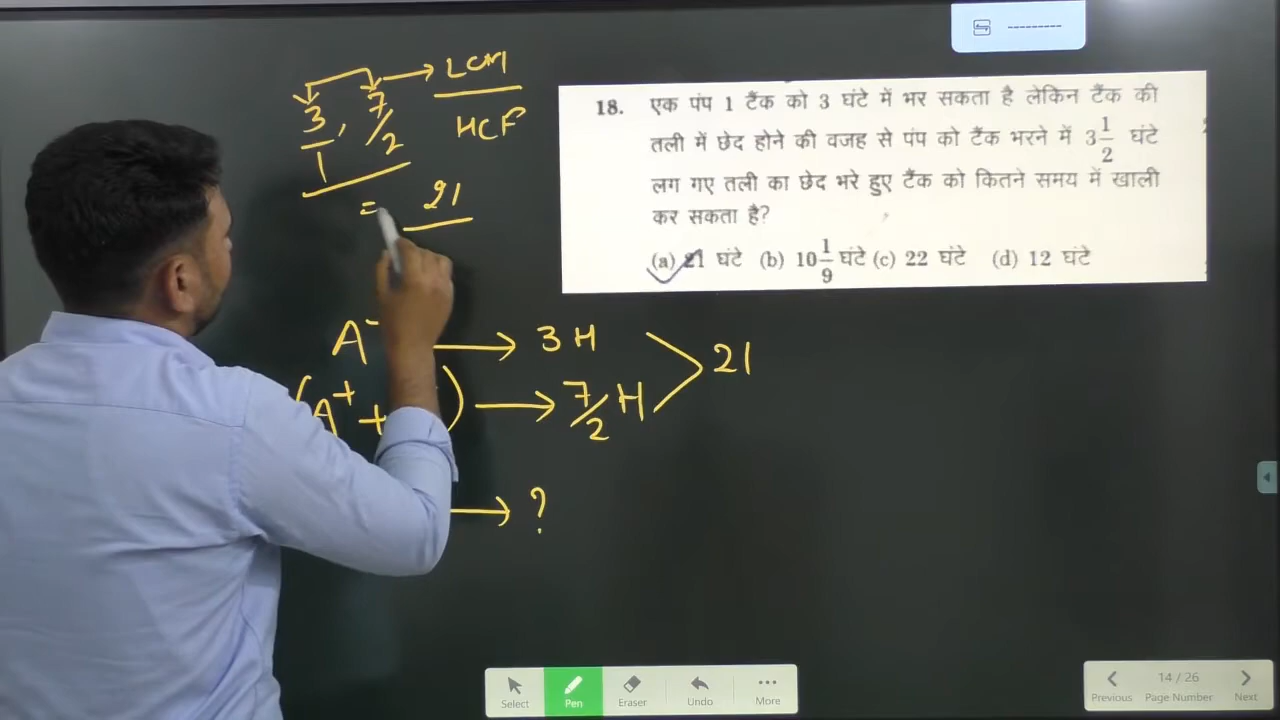 LCM
HCF
3/1, 7/2
= 21
18. एक पंप 1 टैंक को 3 घंटे में भर सकता है लेकिन टैंक की
तली में छेद होने की वजह से पंप को टैंक भरने में 3 1/2 घंटे
लग गए तली का छेद भरे हुए टैंक को कितने समय में खाली
कर सकता है?
(a) 21 घंटे (b) 10 1/9 घंटे (c) 22 घंटे (d) 12 घंटे
A → 3 H
21
(A+ + ) → 7/2 H
→ ?
Select Pen Eraser Undo More
14 / 26
Previous Page Number Next